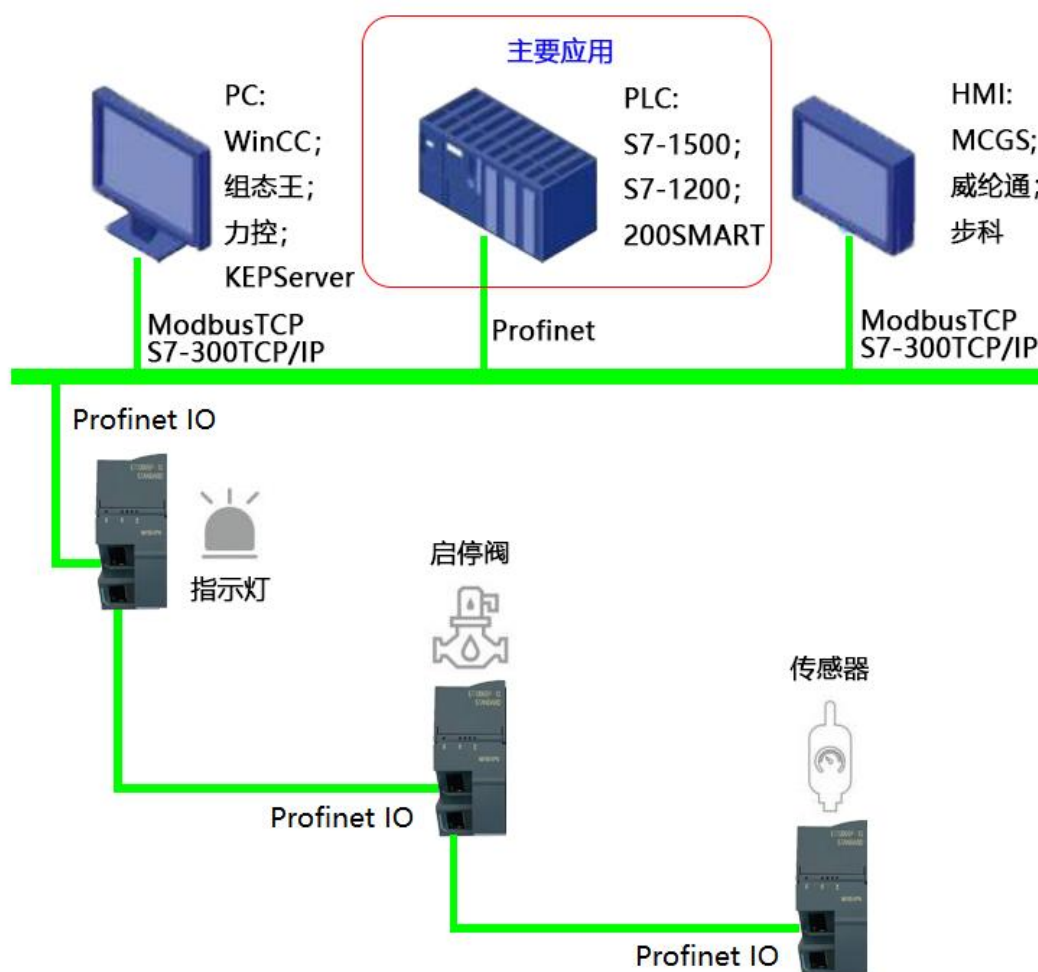 主要应用
PC:
WinCC;
组态王;
力控;
KEPServer
PLC:
S7-1500;
S7-1200;
200SMART
HMI:
MCGS;
威纶通;
步科
ModbusTCP
S7-300TCP/IP
Profinet
ModbusTCP
S7-300TCP/IP
Profinet IO
指示灯
启停阀
Profinet IO
传感器
Profinet IO